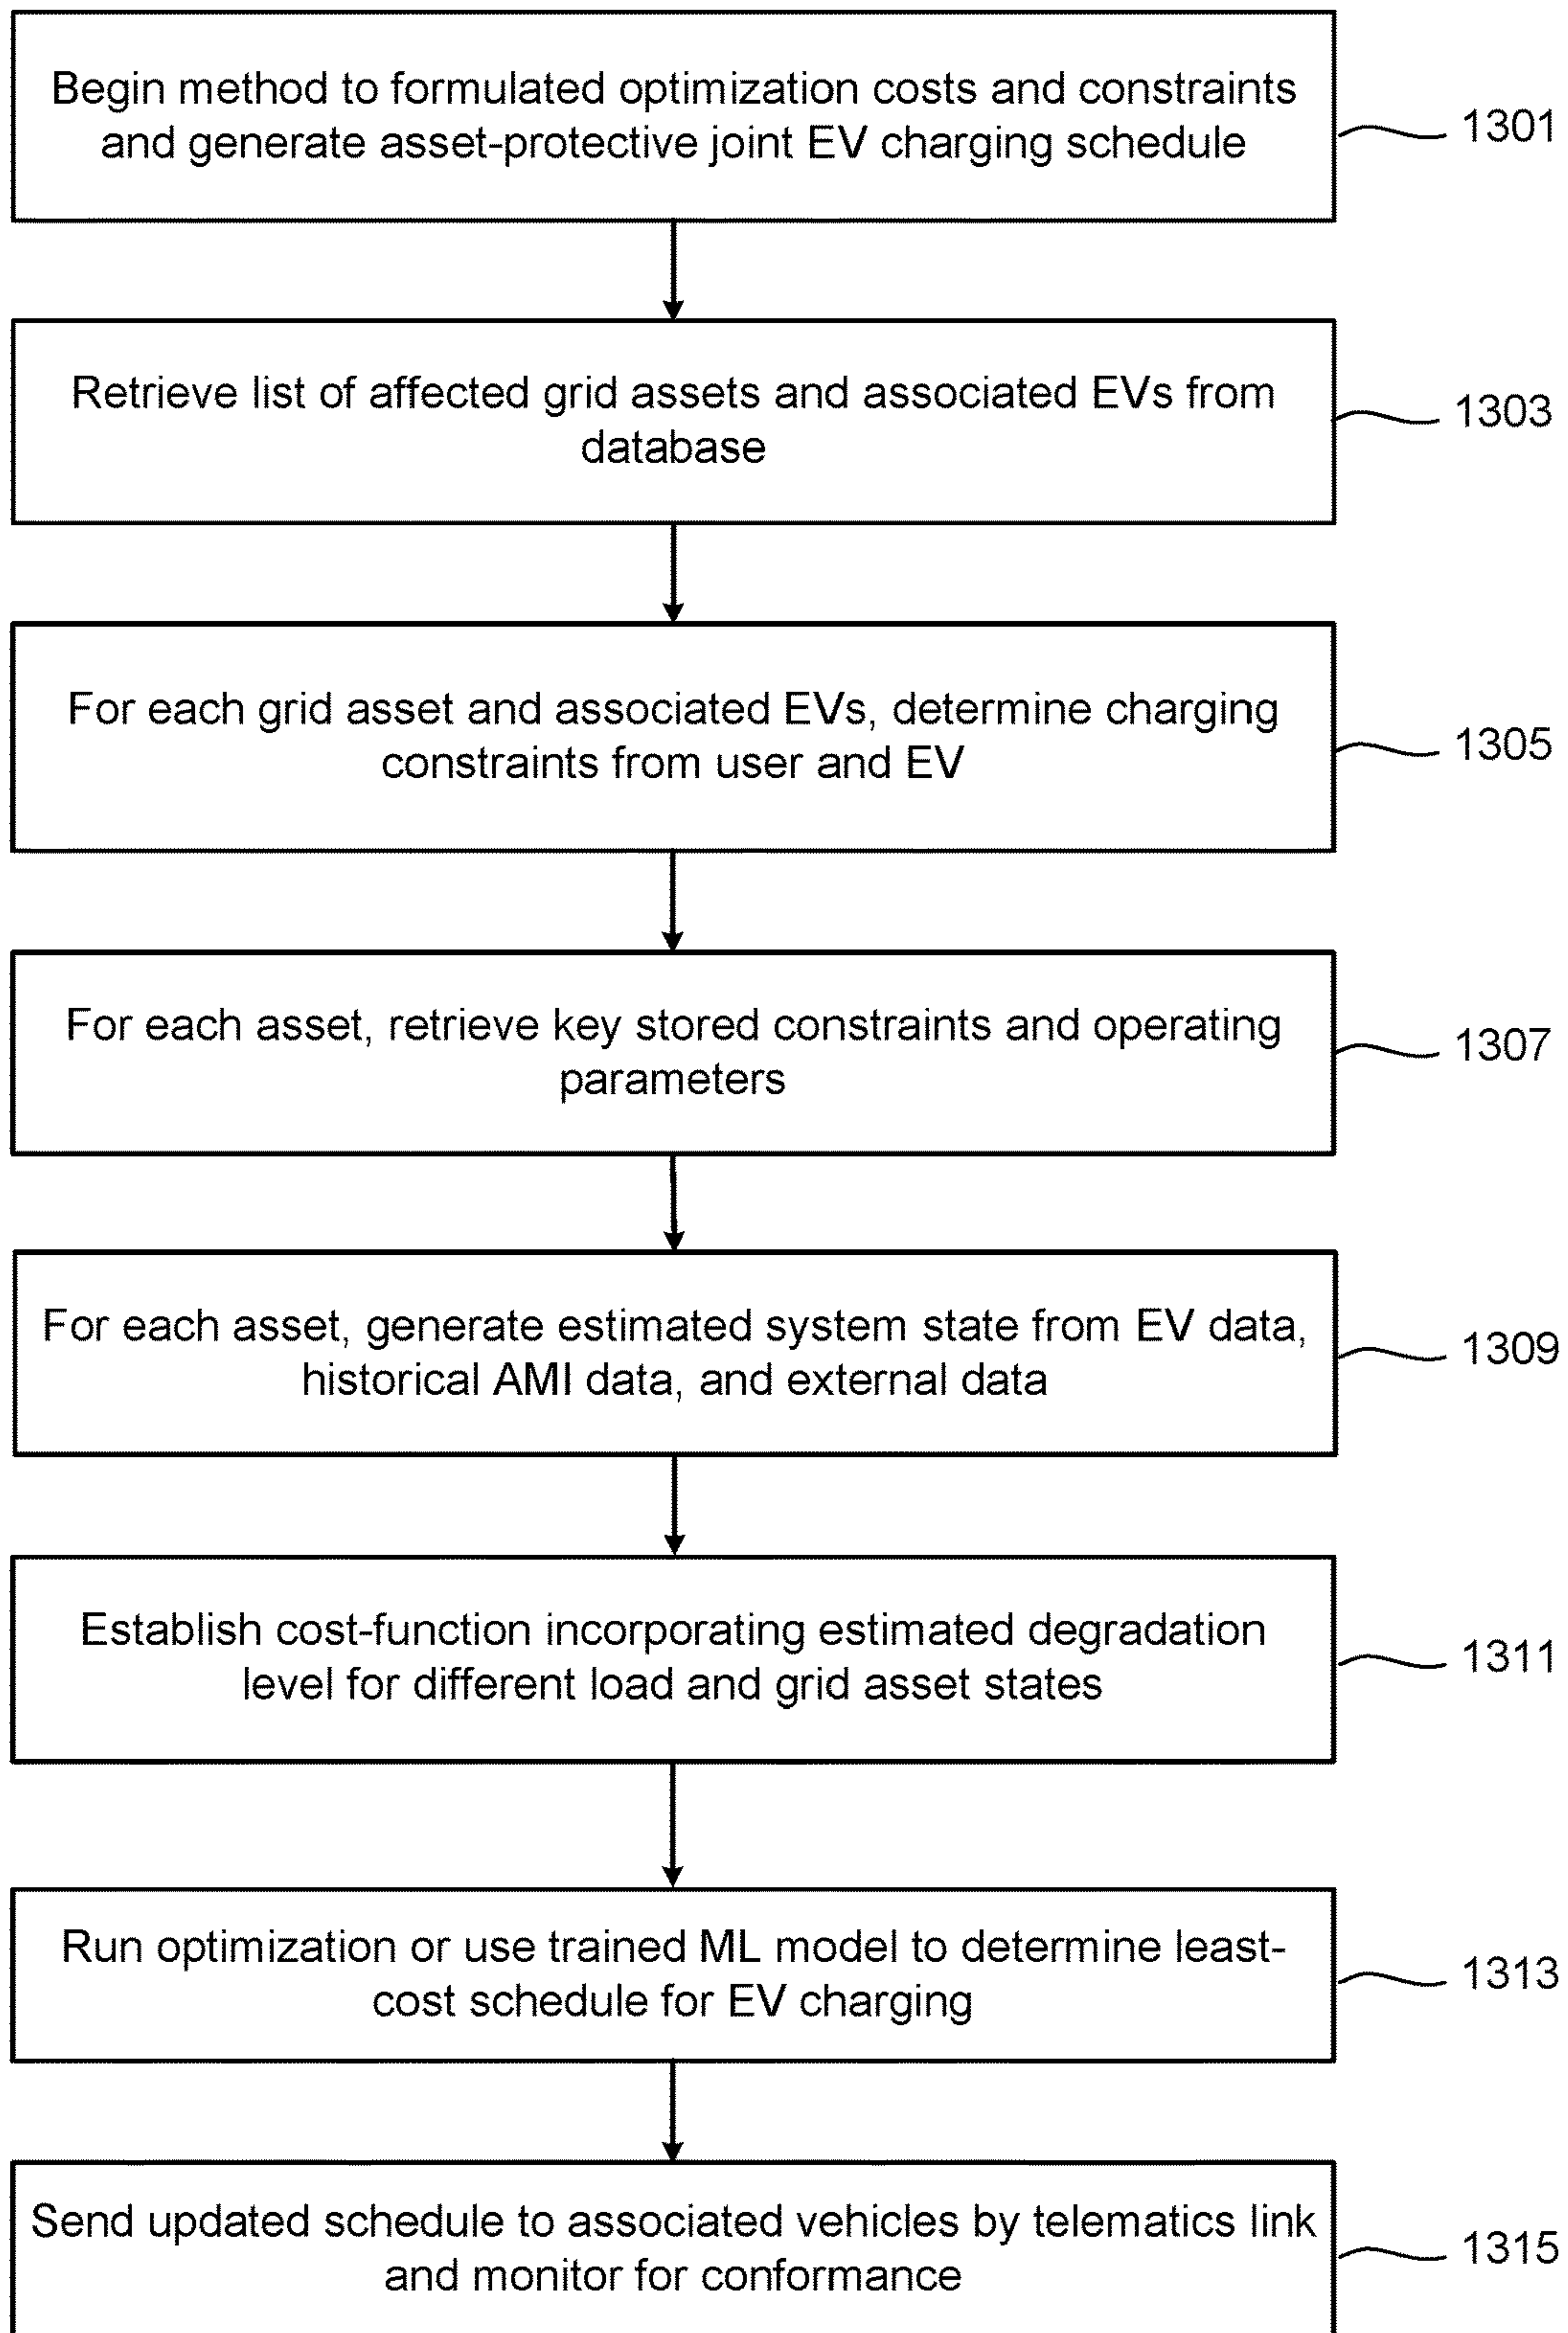 Begin method to formulated optimization costs and constraints
and generate asset-protective joint EV charging schedule
1301
Retrieve list of affected grid assets and associated EVs from
database
1303
For each grid asset and associated EVs, determine charging
constraints from user and EV
1305
For each asset, retrieve key stored constraints and operating
parameters
1307
For each asset, generate estimated system state from EV data,
historical AMI data, and external data
1309
Establish cost-function incorporating estimated degradation
level for different load and grid asset states
1311
Run optimization or use trained ML model to determine least-
cost schedule for EV charging
1313
Send updated schedule to associated vehicles by telematics link
and monitor for conformance
1315